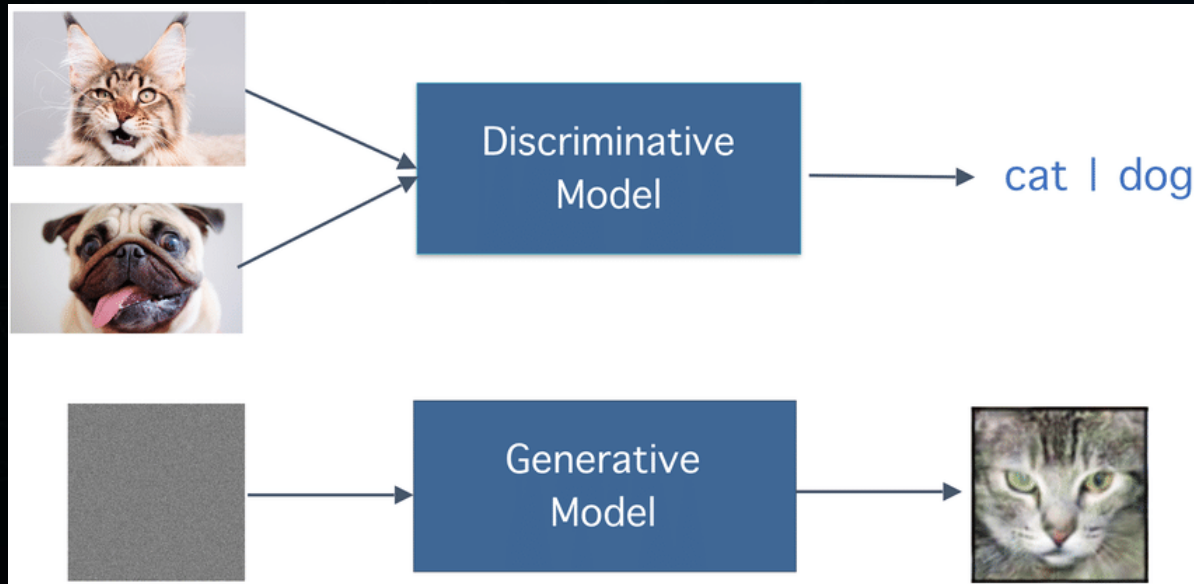 Discriminative
Model
cat | dog
Generative
Model